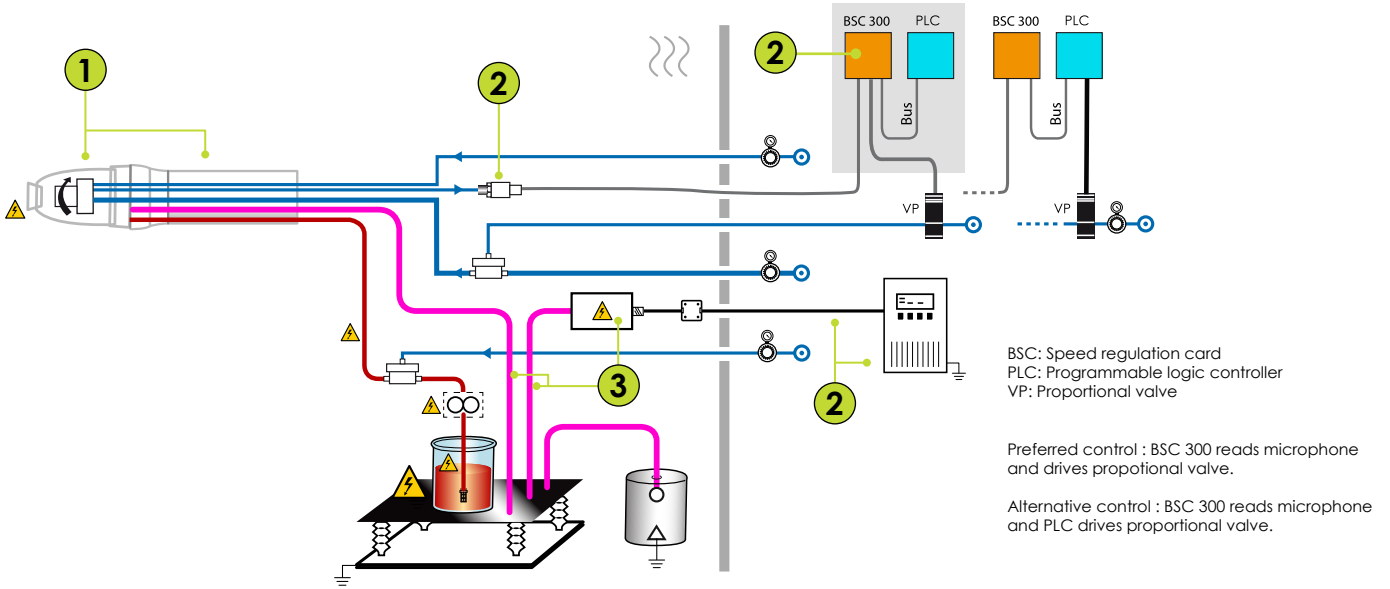 BSC 300
PLC
BSC 300
PLC
2
1
2
Bus
Bus
VP
VP
3
2
BSC: Speed regulation card
PLC: Programmable logic controller
VP: Proportional valve
Preferred control : BSC 300 reads microphone
and drives propotional valve.
Alternative control : BSC 300 reads microphone
and PLC drives proportional valve.